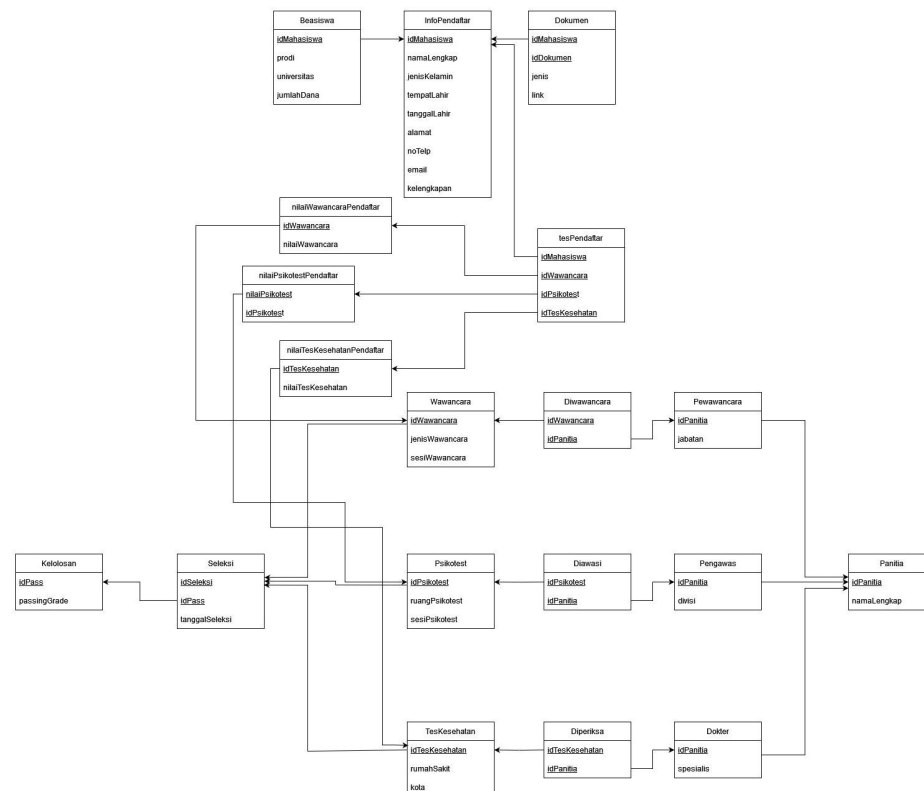 Beasiswa
idMahasiswa
prodi
universitas
jumlahDana
InfoPendaftar
idMahasiswa
namaLengkap
jenisKelamin
tempatLahir
tanggalLahir
alamat
noTelp
email
kelengkapan
Dokumen
idMahasiswa
idDokumen
jenis
link
nilaiWawancaraPendaftar
idWawancara
nilaiWawancara
tesPendaftar
idMahasiswa
idWawancara
idPsikotest
idTesKesehatan
nilaiPsikotestPendaftar
nilaiPsikotest
idPsikotest
nilaiTesKesehatanPendaftar
idTesKesehatan
nilaiTesKesehatan
Wawancara
idWawancara
jenisWawancara
sesiWawancara
Diwawancara
idWawancara
idPanitia
Pewawancara
idPanitia
jabatan
Kelolosan
idPass
passingGrade
Seleksi
idSeleksi
idPass
tanggalSeleksi
Psikotest
idPsikotest
ruangPsikotest
sesiPsikotest
Diawasi
idPsikotest
idPanitia
Pengawas
idPanitia
divisi
Panitia
idPanitia
namaLengkap
TesKesehatan
idTesKesehatan
rumahSakit
kota
Diperiksa
idTesKesehatan
idPanitia
Dokter
idPanitia
spesialis